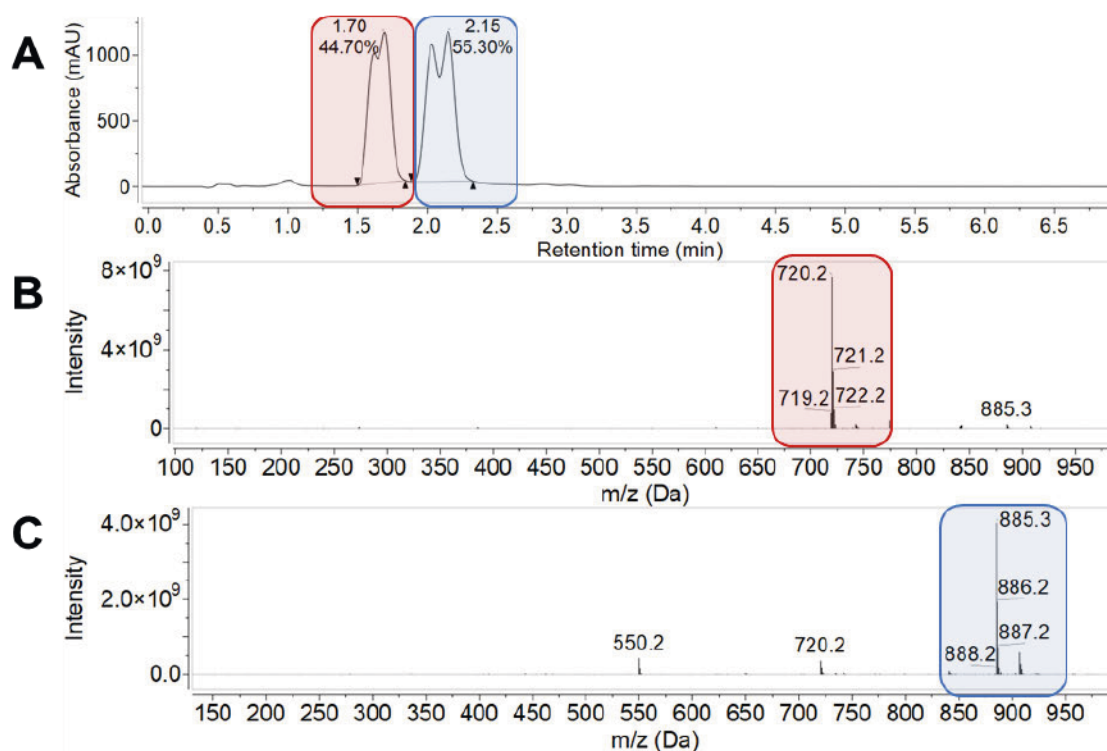 A
Absorbance (mAU)
1000
500
0
1.70
44.70%
2.15
55.30%
0.0 0.5 1.0 1.5 2.0 2.5 3.0 3.5 4.0 4.5 5.0 5.5 6.0 6.5
Retention time (min)
B
Intensity
8×10⁹
4×10⁹
0
720.2
721.2
719.2
722.2
885.3
100 150 200 250 300 350 400 450 500 550 600 650 700 750 800 850 900 950
m/z (Da)
C
Intensity
4.0×10⁹
2.0×10⁹
0.0
550.2
720.2
885.3
886.2
887.2
888.2
150 200 250 300 350 400 450 500 550 600 650 700 750 800 850 900 950
m/z (Da)